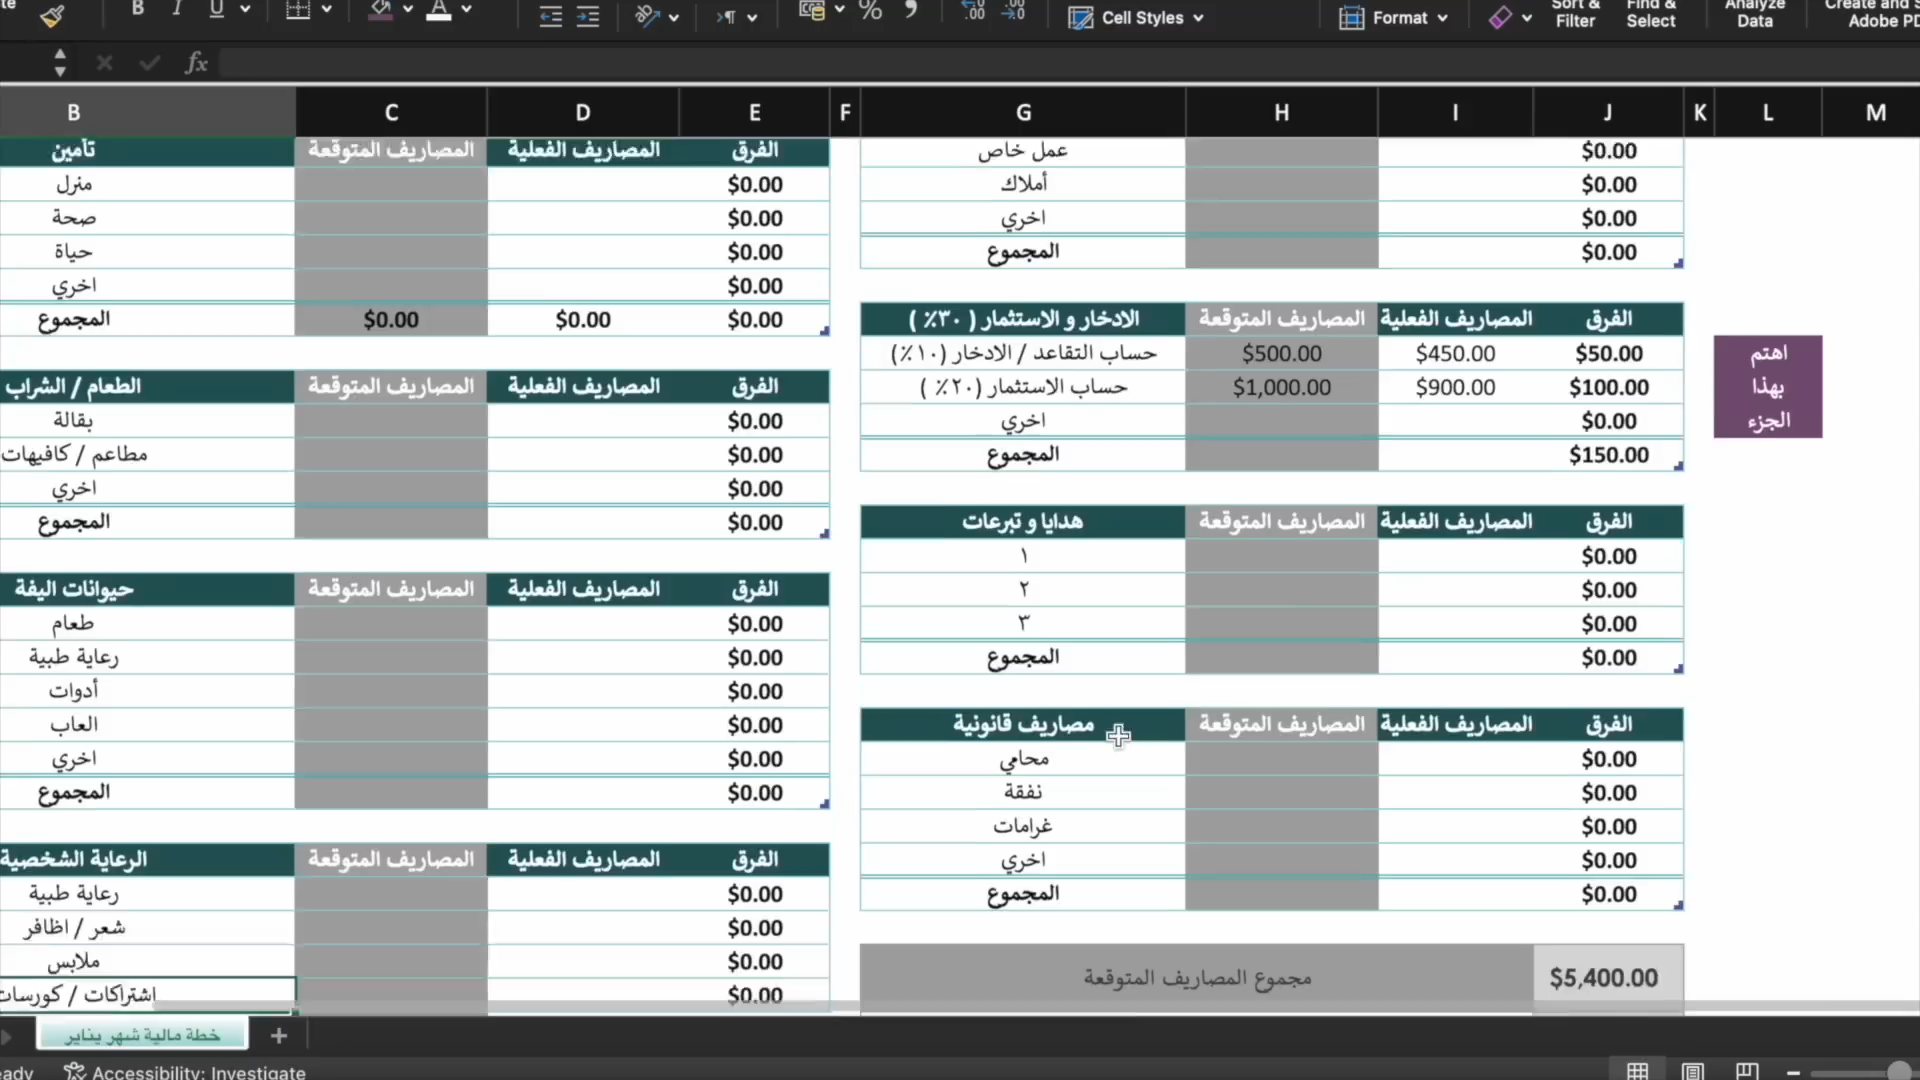 B I U % Cell Styles Format Sort & Filter Find & Select Analyze Data Create and S Adobe PD
fx
B C D E F G H I J K L M
تأمين المصاريف المتوقعة المصاريف الفعلية الفرق
منزل $0.00
صحة $0.00
حياة $0.00
اخري $0.00
المجموع $0.00 $0.00 $0.00
الطعام / الشراب المصاريف المتوقعة المصاريف الفعلية الفرق
بقالة $0.00
مطاعم / كافيهات $0.00
اخري $0.00
المجموع $0.00
حيوانات اليفة المصاريف المتوقعة المصاريف الفعلية الفرق
طعام $0.00
رعاية طبية $0.00
أدوات $0.00
العاب $0.00
اخري $0.00
المجموع $0.00
الرعاية الشخصية المصاريف المتوقعة المصاريف الفعلية الفرق
رعاية طبية $0.00
شعر / اظافر $0.00
ملابس $0.00
اشتراكات / كورسات $0.00
عمل خاص $0.00
أملاك $0.00
اخري $0.00
المجموع $0.00
الادخار و الاستثمار ( ٣٠٪ ) المصاريف المتوقعة المصاريف الفعلية الفرق
حساب التقاعد / الادخار (١٠٪ ) $500.00 $450.00 $50.00
حساب الاستثمار (٢٠٪ ) $1,000.00 $900.00 $100.00
اخري $0.00
المجموع $150.00
اهتم
بهذا
الجزء
هدايا و تبرعات المصاريف المتوقعة المصاريف الفعلية الفرق
١ $0.00
٢ $0.00
٣ $0.00
المجموع $0.00
مصاريف قانونية المصاريف المتوقعة المصاريف الفعلية الفرق
محامي $0.00
نفقة $0.00
غرامات $0.00
اخري $0.00
المجموع $0.00
مجموع المصاريف المتوقعة $5,400.00
خطة مالية شهر يناير +
eady Accessibility: Investigate